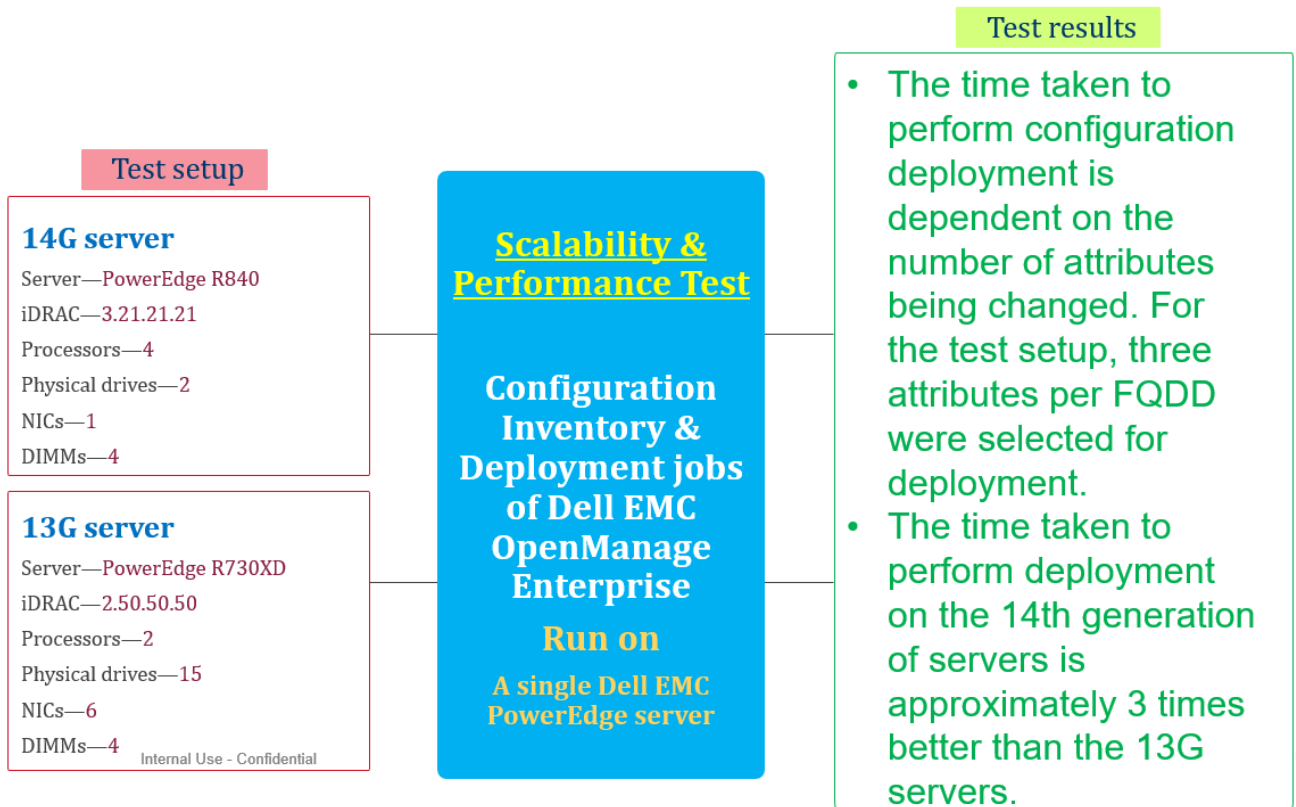 Test setup
14G server
Server—PowerEdge R840
iDRAC—3.21.21.21
Processors—4
Physical drives—2
NICs—1
DIMMs—4
13G server
Server—PowerEdge R730XD
iDRAC—2.50.50.50
Processors—2
Physical drives—15
NICs—6
DIMMs—4
Internal Use - Confidential
Scalability &
Performance Test
Configuration
Inventory &
Deployment jobs
of Dell EMC
OpenManage
Enterprise
Run on
A single Dell EMC
PowerEdge server
Test results
• The time taken to
perform configuration
deployment is
dependent on the
number of attributes
being changed. For
the test setup, three
attributes per FQDD
were selected for
deployment.
• The time taken to
perform deployment
on the 14th generation
of servers is
approximately 3 times
better than the 13G
servers.